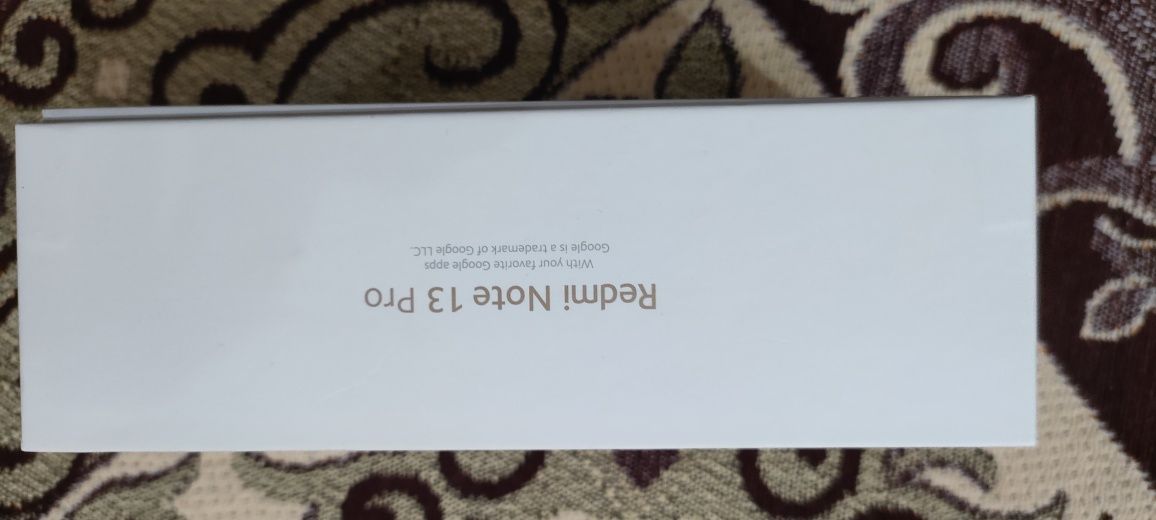 Redmi Note 13 Pro
With your favorite Google apps
Google is a trademark of Google LLC.